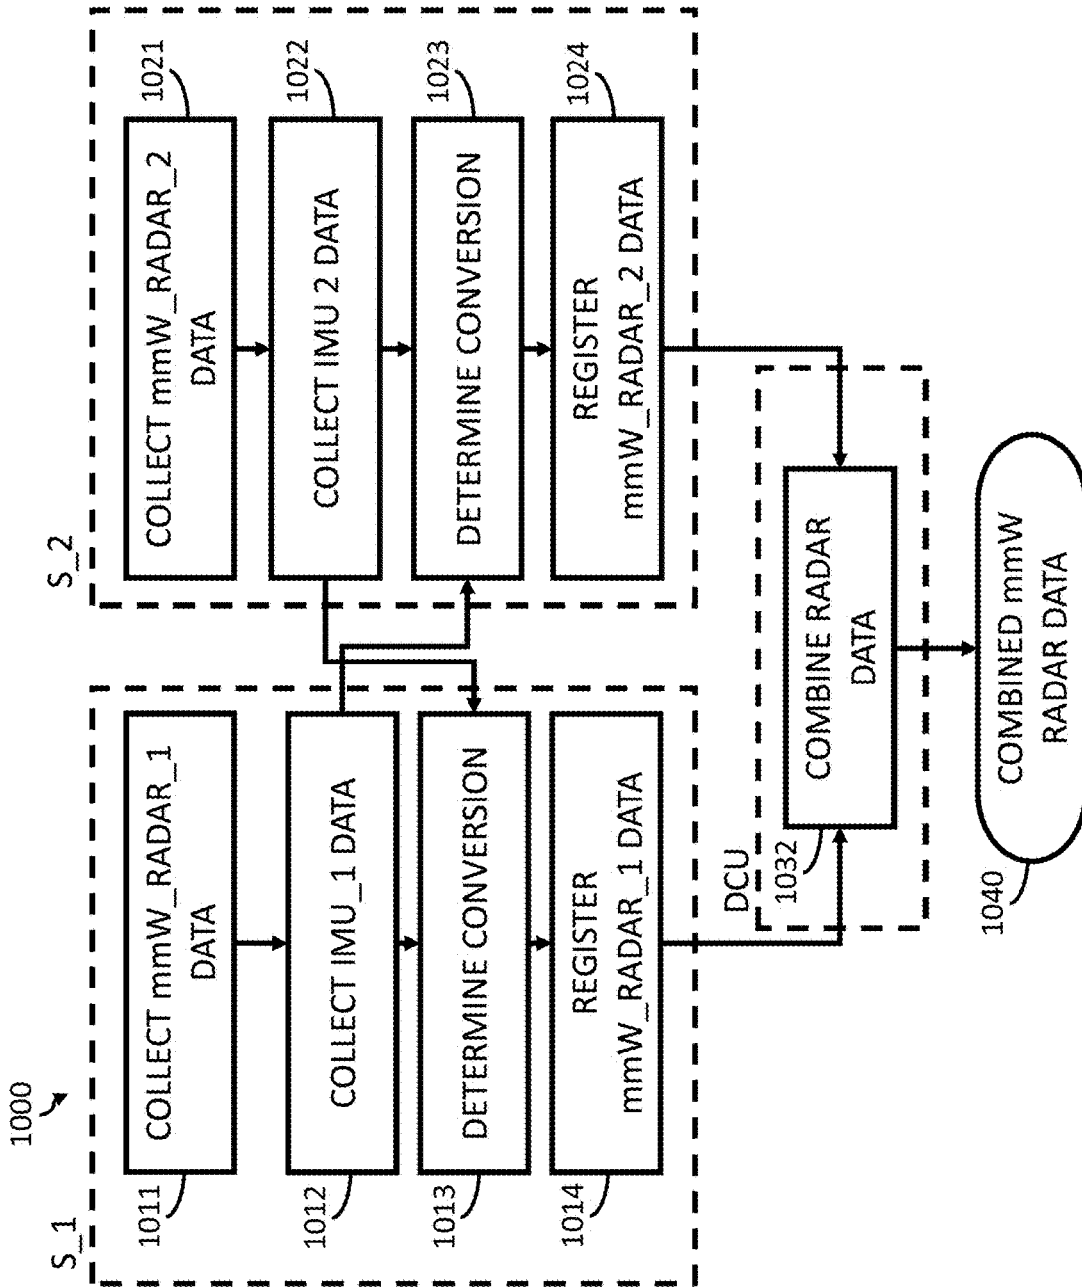 1000
S_1
1011
COLLECT mmW_RADAR_1
DATA
1012
COLLECT IMU_1 DATA
1013
DETERMINE CONVERSION
1014
REGISTER
mmW_RADAR_1 DATA
S_2
COLLECT mmW_RADAR_2
DATA
1021
COLLECT IMU 2 DATA
1022
DETERMINE CONVERSION
1023
REGISTER
mmW_RADAR_2 DATA
1024
DCU
1032
COMBINE RADAR
DATA
1040
COMBINED mmW
RADAR DATA